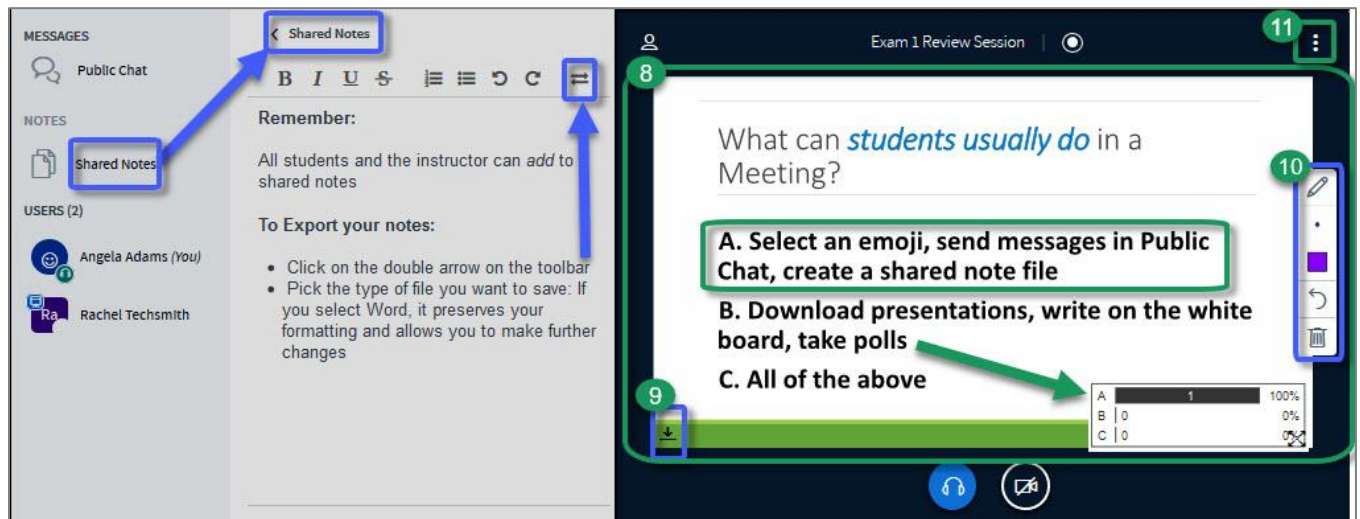 MESSAGES
Public Chat
NOTES
Shared Notes
USERS (2)
Angela Adams (You)
Ra
Rachel Techsmith
Shared Notes
B I U S
Remember:
All students and the instructor can add to
shared notes
To Export your notes:
• Click on the double arrow on the toolbar
• Pick the type of file you want to save: If
you select Word, it preserves your
formatting and allows you to make further
changes
Exam 1 Review Session
11
8
What can students usually do in a
Meeting?
10
A. Select an emoji, send messages in Public
Chat, create a shared note file
B. Download presentations, write on the white
board, take polls
C. All of the above
9
A 1 100%
B 0 0%
C 0